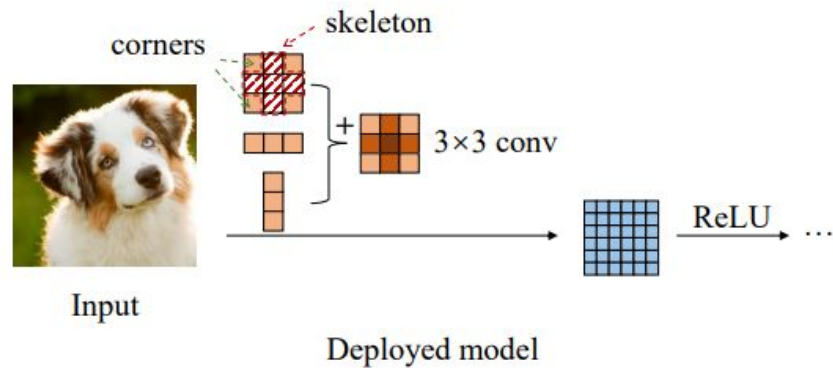 skeleton
corners
+
3×3 conv
ReLU
...
Input
Deployed model